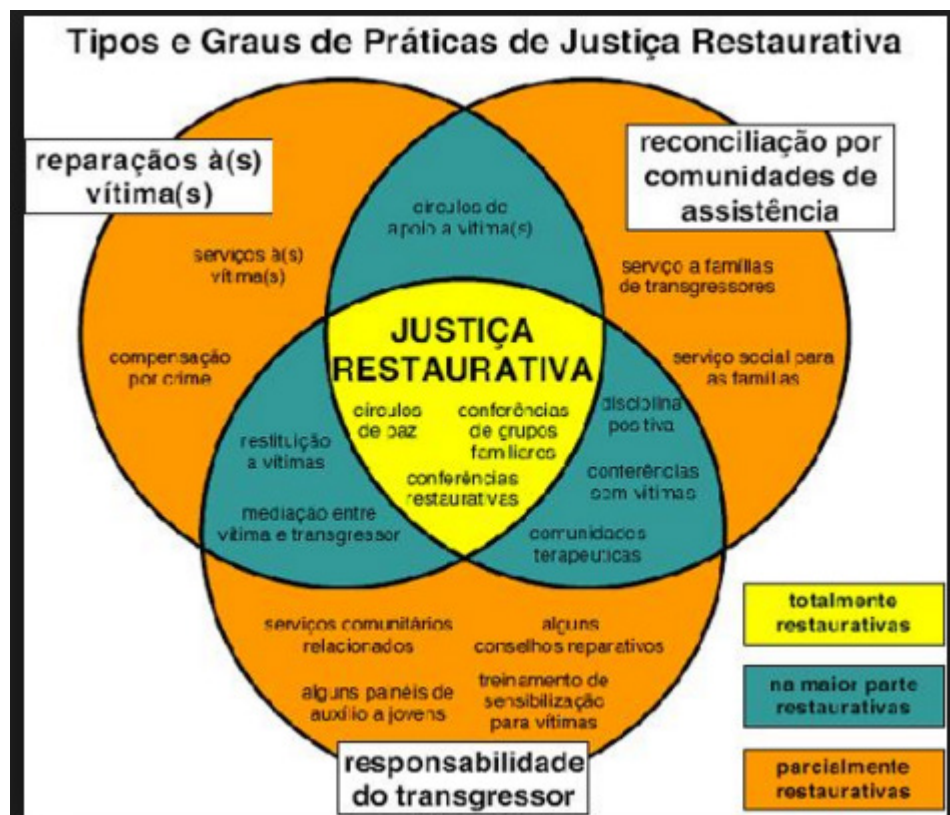 Tipos e Graus de Práticas de Justiça Restaurativa
reparaçãos à(s)
vítima(s)
reconciliação por
comunidades de
assistência
círculos de
apoio a vítima(s)
serviços à(s)
vítima(s)
serviço a famílias
de transgressores
compensação
por crime
JUSTIÇA
RESTAURATIVA
serviço social para
as famílias
círculos
de paz
conferências
de grupos
familiares
disciplina
positiva
restituição
a vítimas
conferências
restaurativas
conferências
sem vítimas
mediação entre
vítima e transgressor
comunidades
terapeuticas
serviços comunitários
relacionados
alguns
conselhos reparativos
alguns painéis de
auxílio a jovens
treinamento de
sensibilização
para vítimas
responsabilidade
do transgressor
totalmente
restaurativas
na maior parte
restaurativas
parcialmente
restaurativas